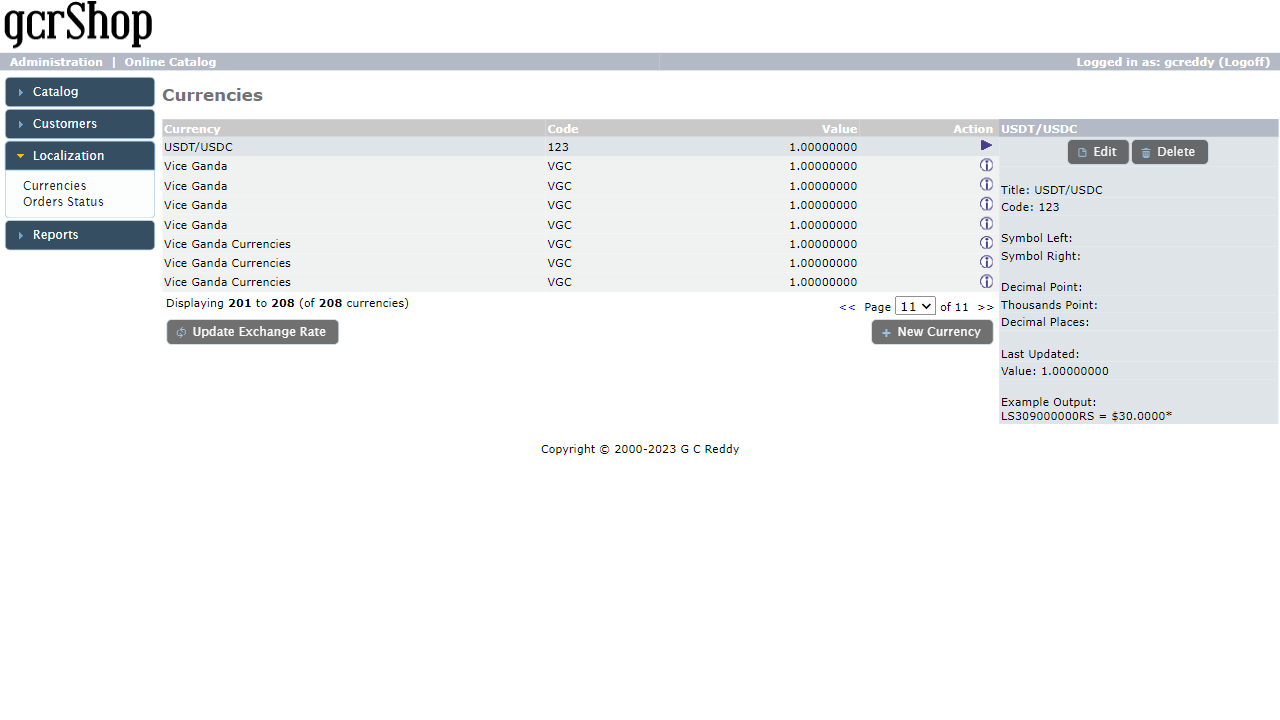 gcrShop
Administration | Online Catalog Logged in as: gcreddy (Logoff)
Catalog
Customers
Localization
Currencies
Orders Status
Reports
Currencies
Currency Code Value Action
USDT/USDC 123 1.00000000
Vice Ganda VGC 1.00000000
Vice Ganda VGC 1.00000000
Vice Ganda VGC 1.00000000
Vice Ganda VGC 1.00000000
Vice Ganda Currencies VGC 1.00000000
Vice Ganda Currencies VGC 1.00000000
Vice Ganda Currencies VGC 1.00000000
Displaying 201 to 208 (of 208 currencies) << Page 11 of 11 >>
Update Exchange Rate New Currency
USDT/USDC
Edit Delete
Title: USDT/USDC
Code: 123
Symbol Left:
Symbol Right:
Decimal Point:
Thousands Point:
Decimal Places:
Last Updated:
Value: 1.00000000
Example Output:
LS309000000RS = $30.0000*
Copyright © 2000-2023 G C Reddy